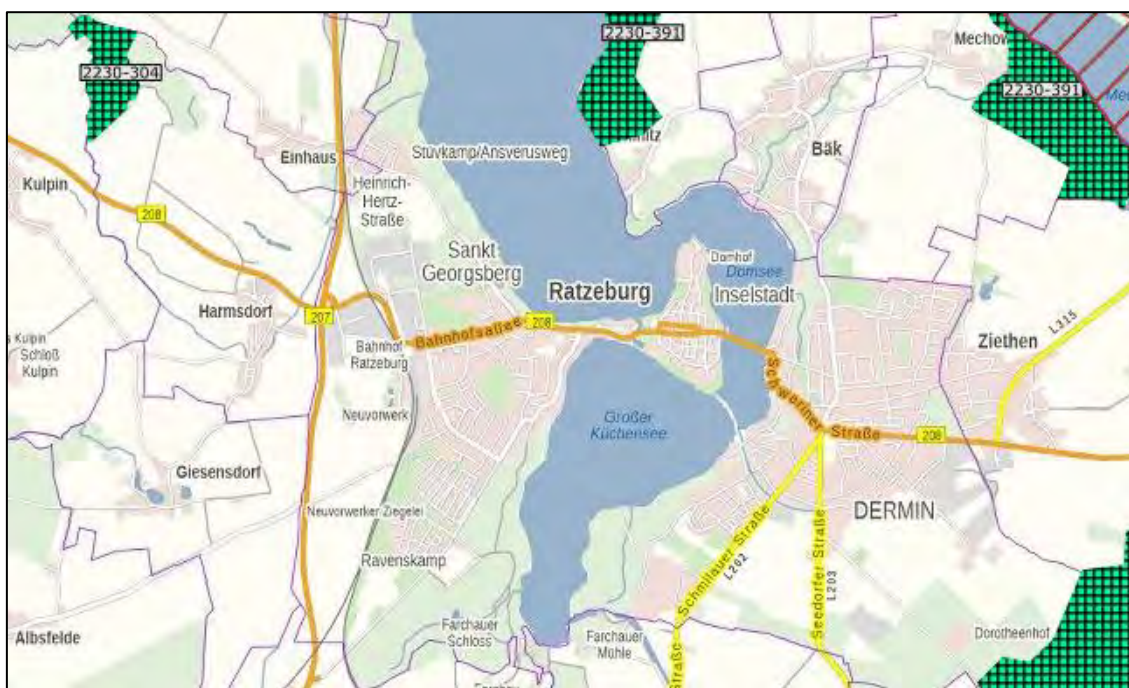 2230-391
Mechow
2230-304
2230-391
Einhaus
Stüvkamp/Ansverusweg
Bäk
Kulpin
Heinrich-
Hertz-
Straße
208
Sankt
Georgsberg
Domhof
Domsee
Ratzeburg
Inselstadt
Harmsdorf
207
Bahnhofsallee
208
L315
Ziethen
Kulpin
Schloß
Kulpin
Bahnhof
Ratzeburg
Neuvorwerk
Schweriner Straße
208
Großer
Küchensee
Giesensdorf
Neuvorwerker Ziegelei
DERMIN
Ravenskamp
Schmilauer Straße
L202
Seedorfer Straße
L203
Albsfelde
Farchauer
Schloss
Farchauer
Mühle
Dorotheenhof
Straße